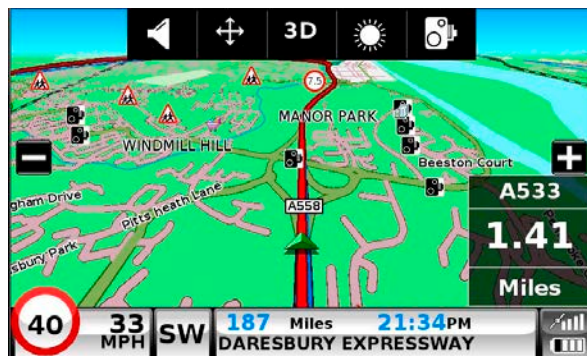 3D
7.5
MANOR PARK
WINDMILL HILL
Beeston Court
gham Drive
Pitts heath Lane
A558
sbury Park
A533
1.41
Miles
40
33
MPH
SW
187 Miles 21:34PM
DARESBURY EXPRESSWAY